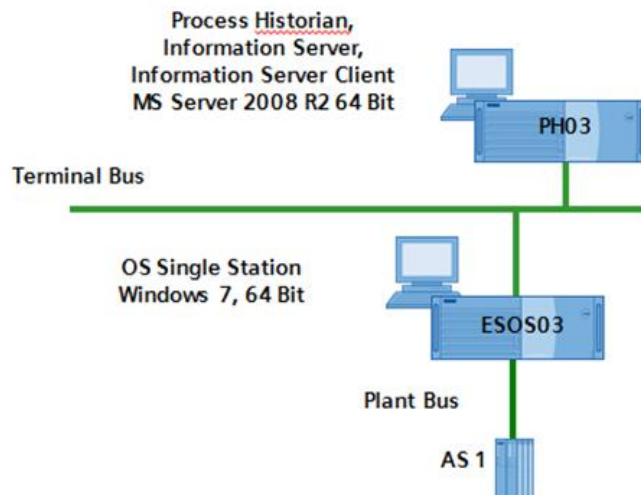 Process Historian,
Information Server,
Information Server Client
MS Server 2008 R2 64 Bit
PH03
Terminal Bus
OS Single Station
Windows 7, 64 Bit
ESOS03
Plant Bus
AS 1